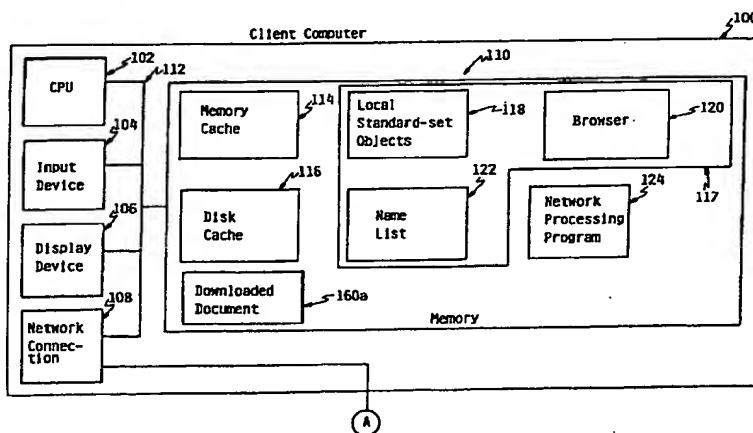 Client Computer
100
102
CPU
112
110
Memory
Cache
114
Local
Standard-set
Objects
118
Browser
120
104
Input
Device
116
Disk
Cache
122
Name
List
124
Network
Processing
Program
117
106
Display
Device
108
Network
Connec-
tion
Downloaded
Document
160a
Memory
A